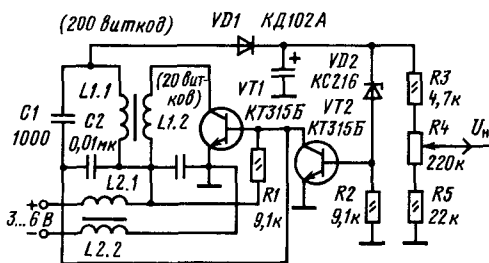 (200 витков)
VD1
КД102А
L1.1
(20 вит-
ков)
L1.2
+
VT1
КТ315Б
VD2
КС216
VT2
КТ315Б
R3
4,7к
C1
1000
C2
0,01мк
R4
220к
Uн
L2.1
R1
9,1к
R2
9,1к
R5
22к
+
3...6 В
–
L2.2